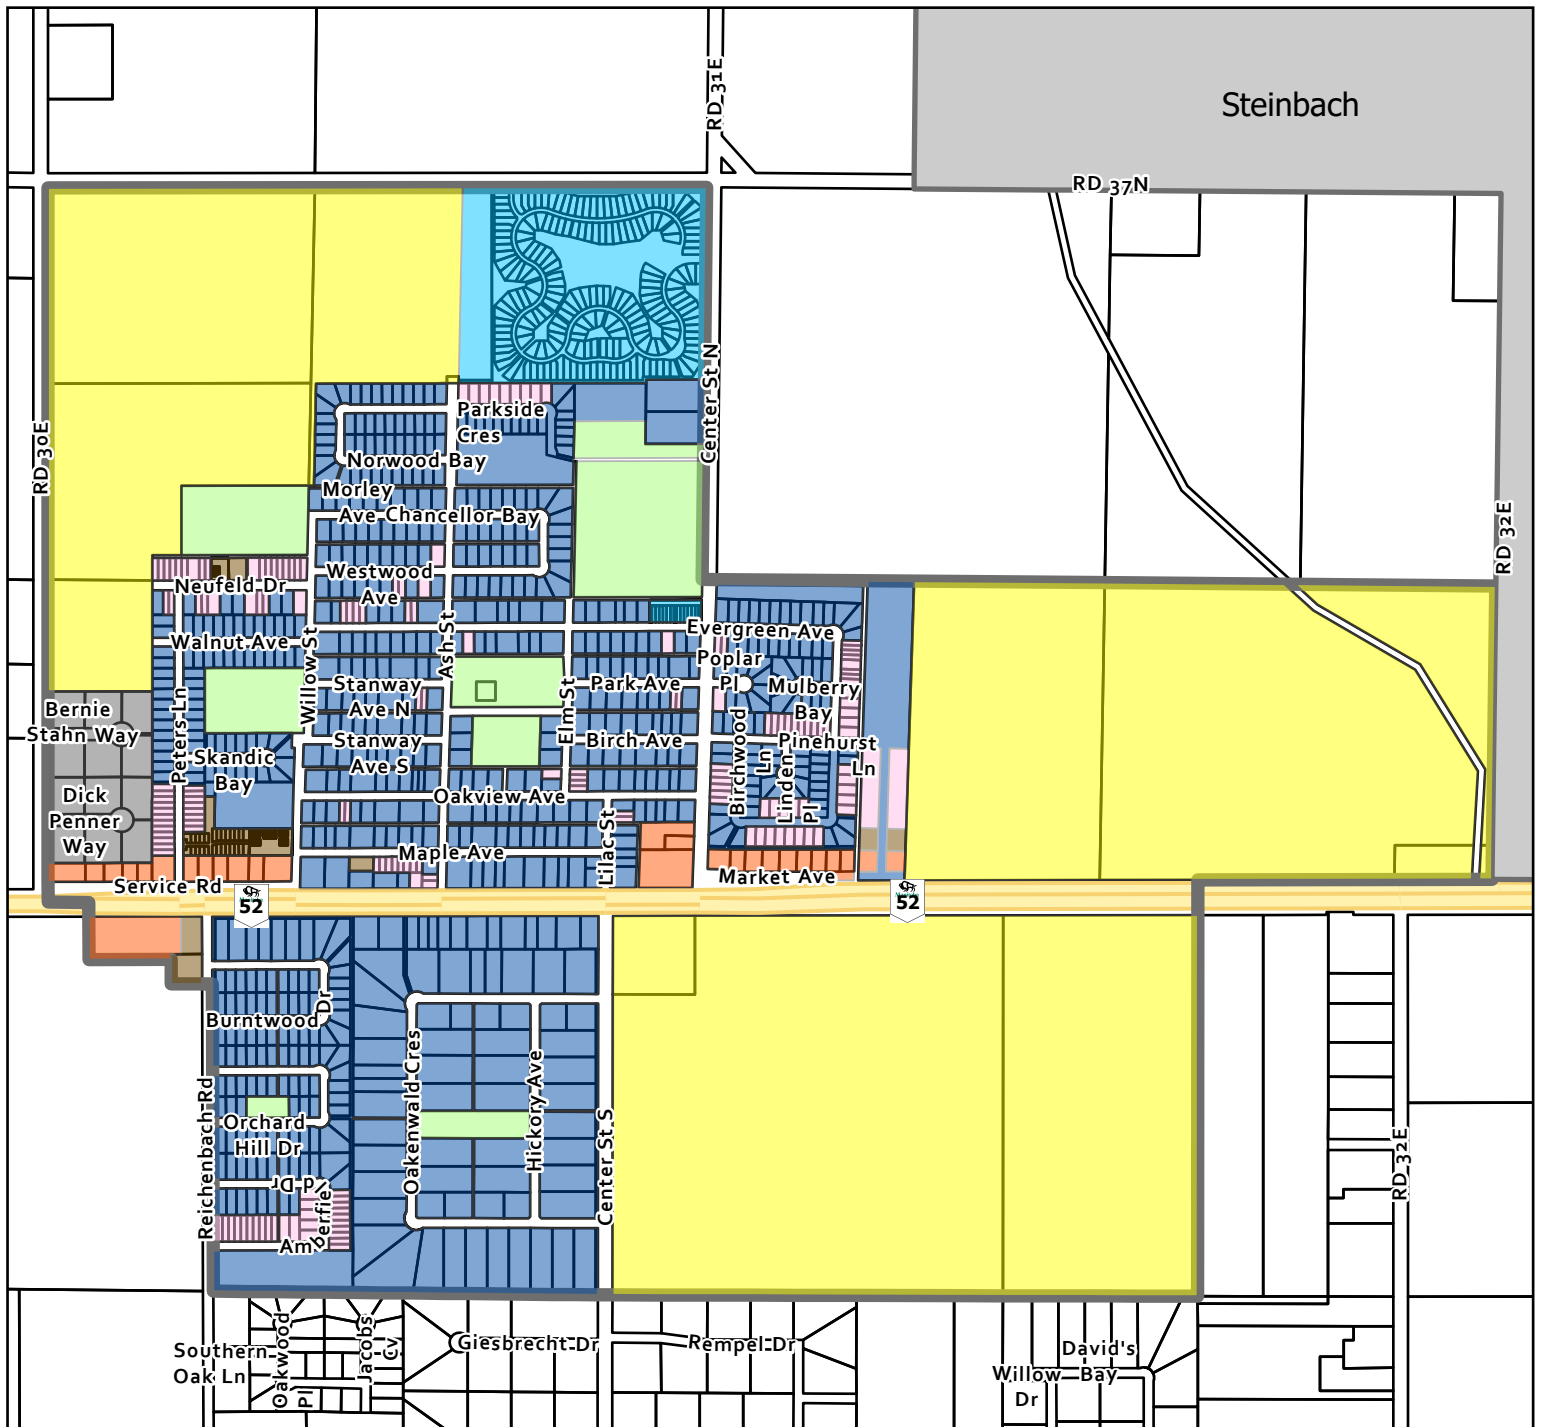 Steinbach
RD 31E
RD 37N
Center St N
Parkside
Cres
RD 30E
Norwood Bay
Morley
Ave
Chancellor Bay
RD 32E
Westwood
Ave
Neufeld Dr
Evergreen Ave
Walnut Ave
Willow St
Ash St
Poplar
Pl
Stanway
Ave N
Park Ave
Mulberry
Bay
Peters Ln
Elm St
Bernie
Stahn Way
Stanway
Ave S
Birch Ave
Birchwood
Ln
Pinehurst
Ln
Skandic
Bay
Linden
Pl
Dick
Penner
Way
Oakview Ave
Lilac St
Maple Ave
Market Ave
Service Rd
52
52
Burntwood
Dr
Oakenwald Cres
Hickory Ave
Reichenbach Rd
Orchard
Hill Dr
Center St S
RD 32E
Amberfield Dr
Southern
Oak Ln
Oakwood
Pl
Jacobs
Cv
Giesbrecht Dr
Rempel Dr
David's
Bay
Willow
Dr